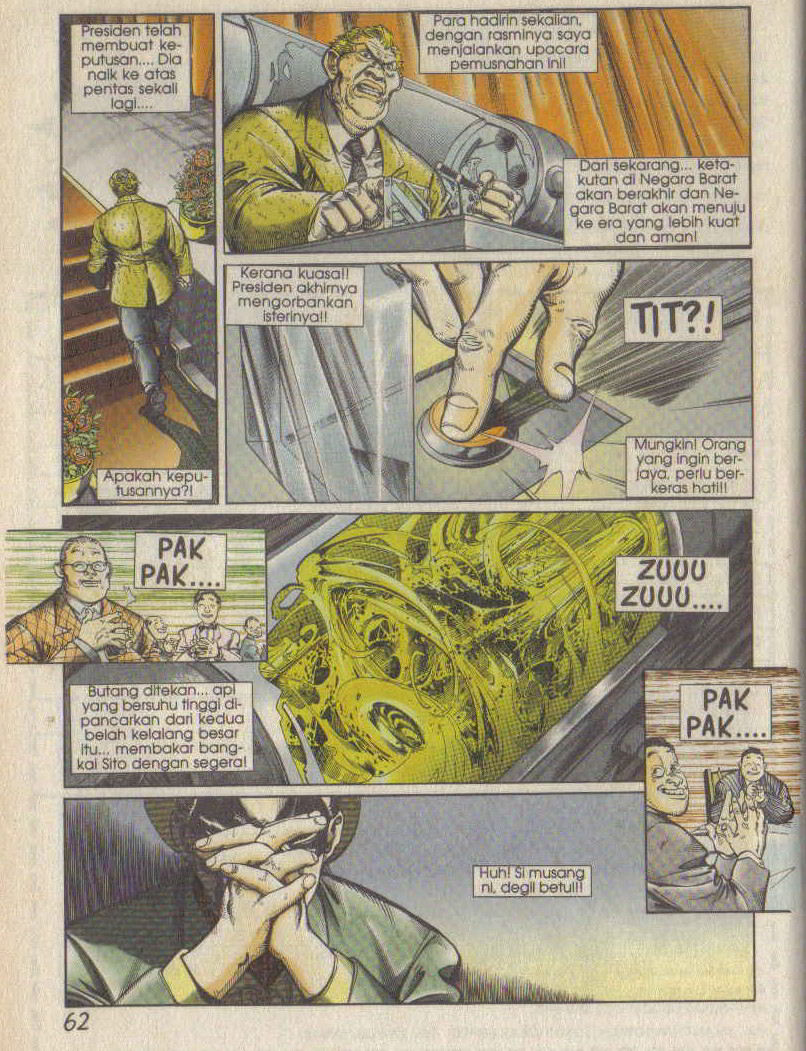 Presiden telah
membuat ke-
putusan.... Dia
naik ke atas
pentas sekali
lagi....
Apakah kepu-
tusannya?!
Para hadirin sekalian,
dengan rasminya saya
menjalankan upacara
pemusnahan ini!
Dari sekarang... keta-
kutan di Negara Barat
akan berakhir dan Ne-
gara Barat akan menuju
ke era yang lebih kuat
dan aman!
Kerana kuasa!!
Presiden akhirnya
mengorbankan
isterinya!!
TIT?!
Mungkin! Orang
yang ingin ber-
jaya, perlu ber-
keras hati!!
PAK
PAK....
ZUUU
ZUUU....
Butang ditekan... api
yang bersuhu tinggi di-
pancarkan dari kedua
belah kelalang besar
itu... membakar bang-
kai Sito dengan segera!
PAK
PAK....
Huh! Si musang
ni, degil betul!!
62